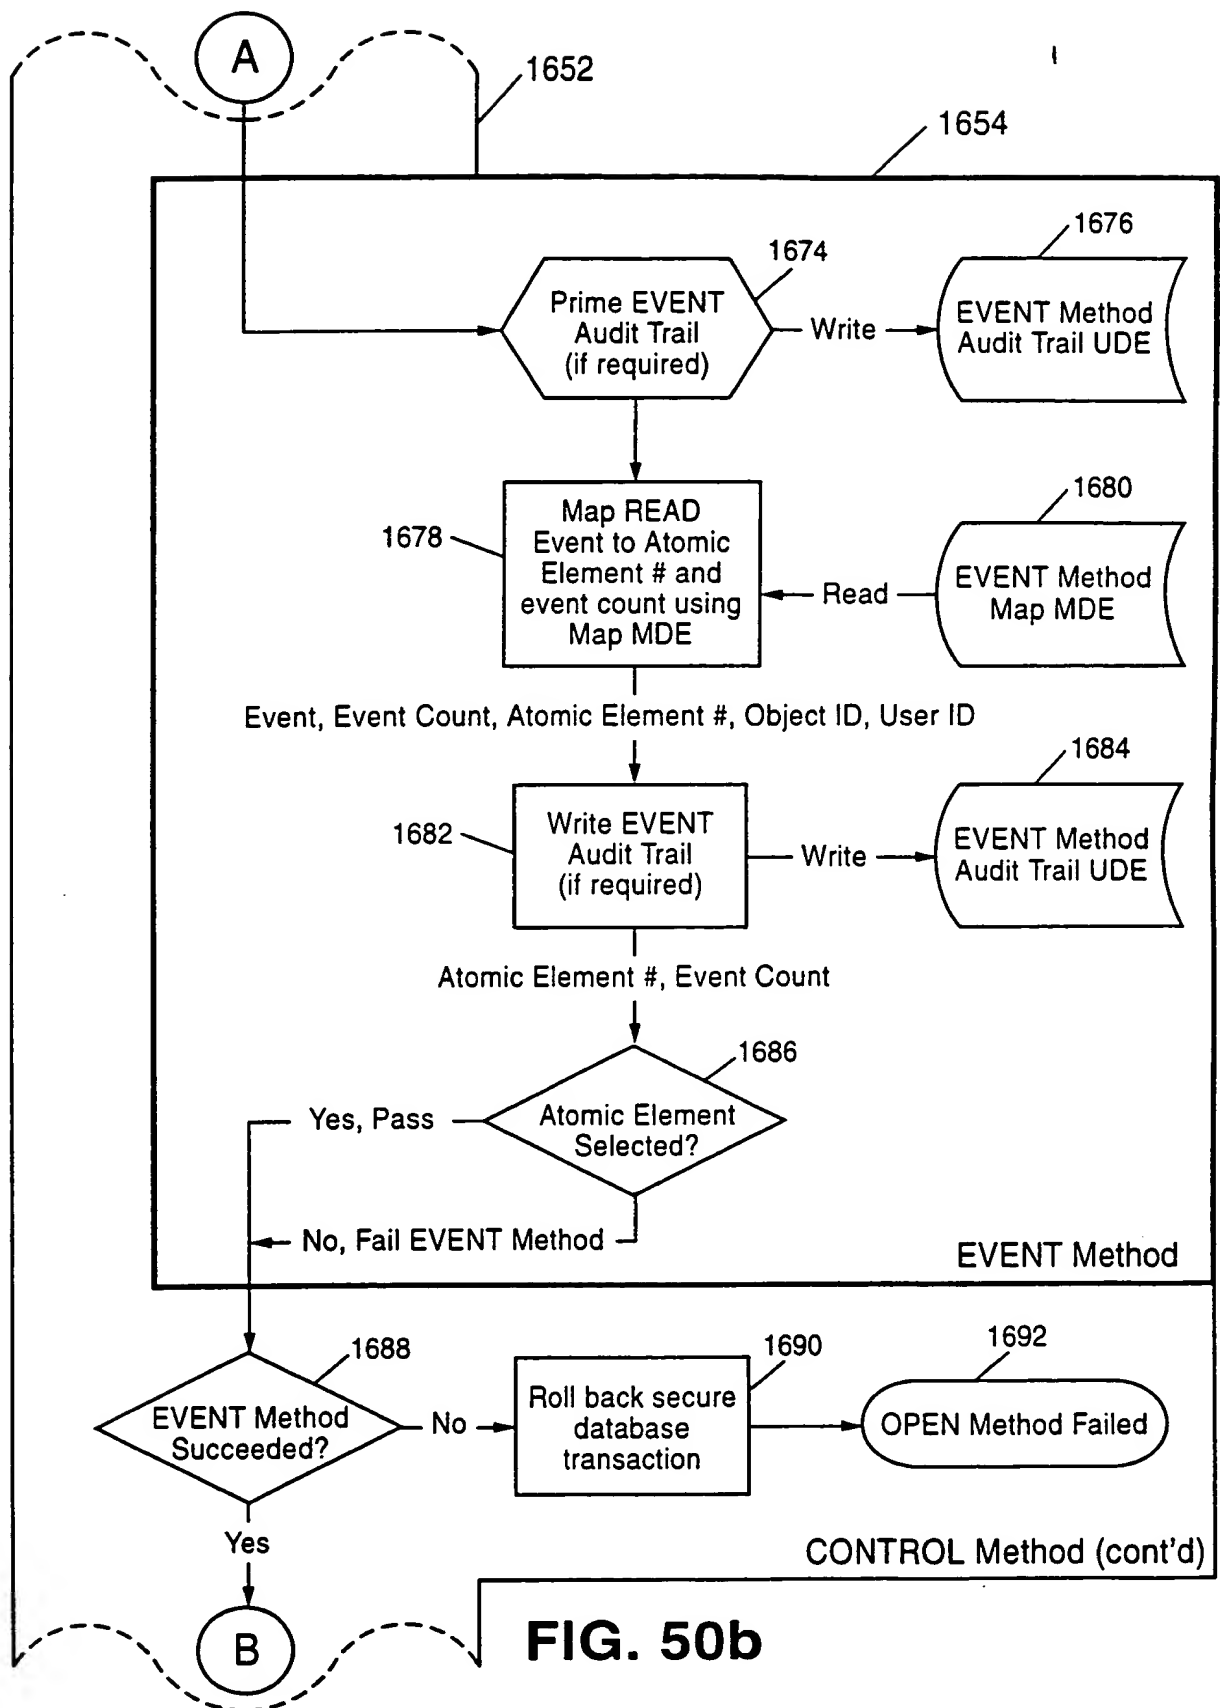 A
1652
1654
1676
1674
Prime EVENT
Audit Trail
(if required)
Write
EVENT Method
Audit Trail UDE
1680
1678
Map READ
Event to Atomic
Element # and
event count using
Map MDE
Read
EVENT Method
Map MDE
Event, Event Count, Atomic Element #, Object ID, User ID
1684
1682
Write EVENT
Audit Trail
(if required)
Write
EVENT Method
Audit Trail UDE
Atomic Element #, Event Count
1686
Yes, Pass
Atomic Element
Selected?
No, Fail EVENT Method
EVENT Method
1688
1690
1692
EVENT Method
Succeeded?
No
Roll back secure
database
transaction
OPEN Method Failed
Yes
CONTROL Method (cont'd)
B
FIG. 50b